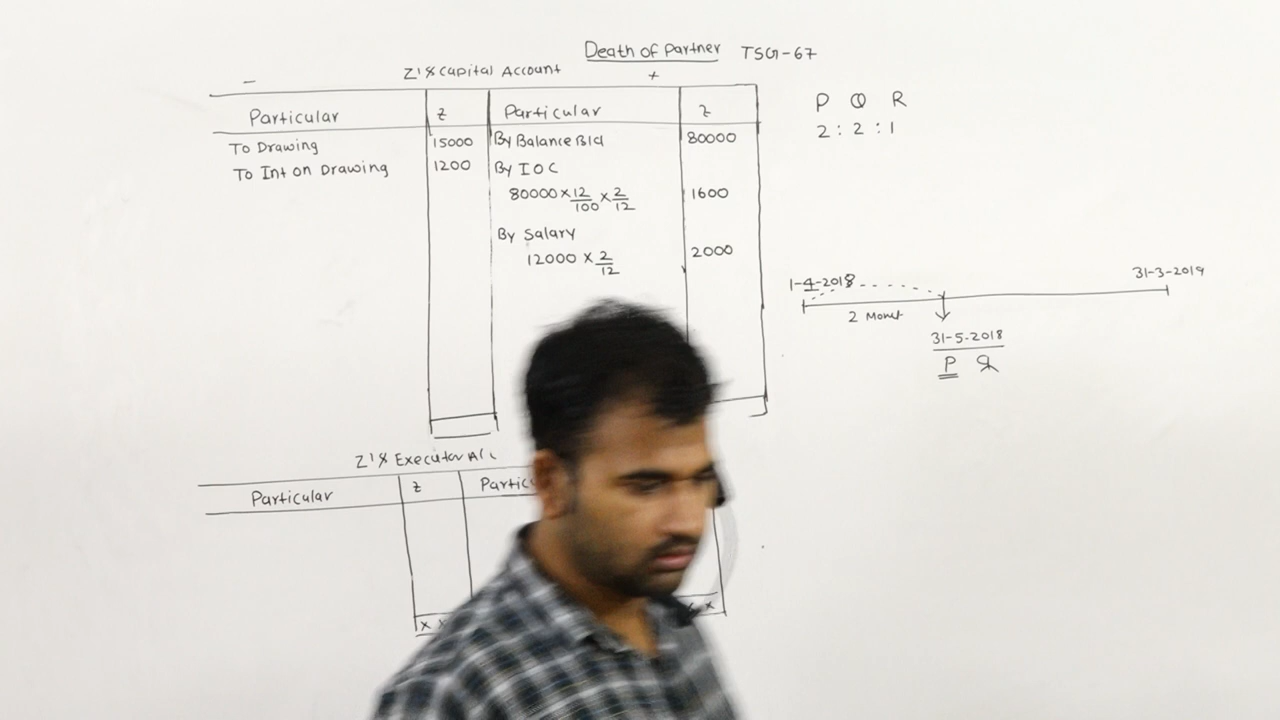 Death of Partner TSG-67
Z's Capital Account
- +
Particular Z Particular Z
To Drawing 15000 By Balance B/d 80000
To Int on Drawing 1200 By IOC
80000 × 12/100 × 2/12 1600
By Salary
12000 × 2/12 2000
P Q R
2 : 2 : 1
1-4-2018 31-3-2019
2 Monet
31-5-2018
P
Z's Executor A/c
Particular Z
x x